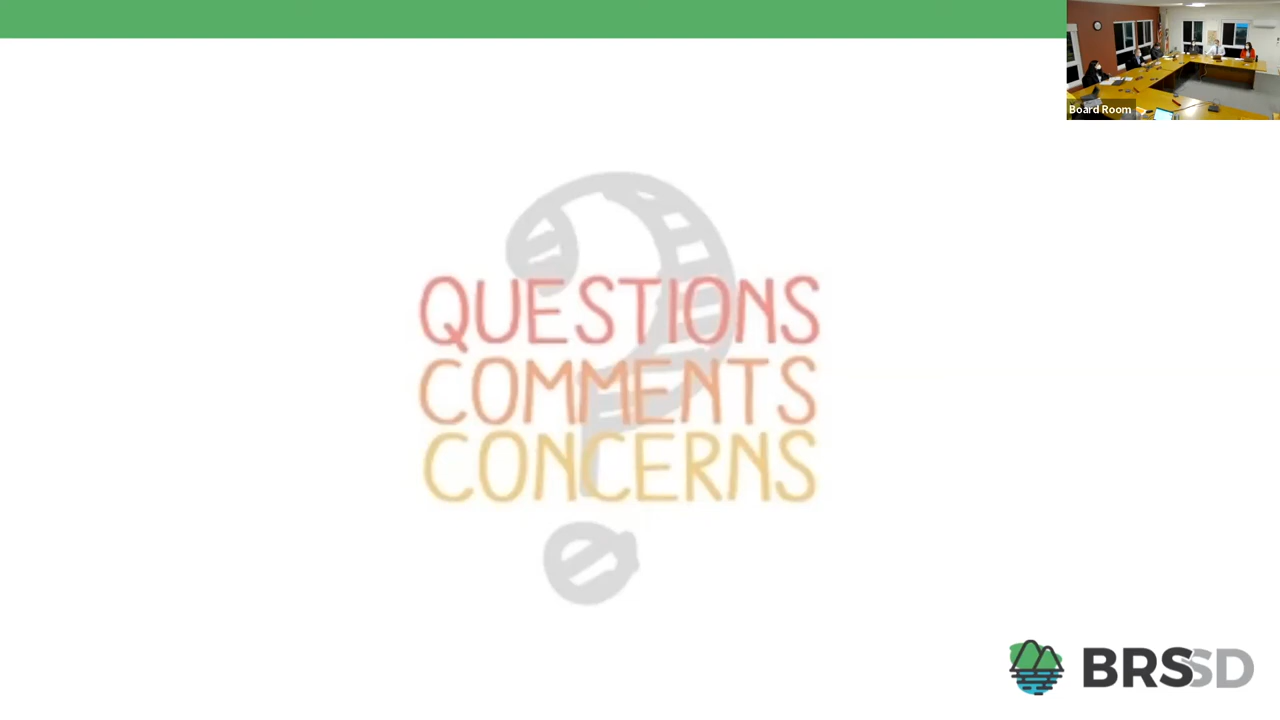 Board Room
QUESTIONS
COMMENTS
CONCERNS
BRSSD